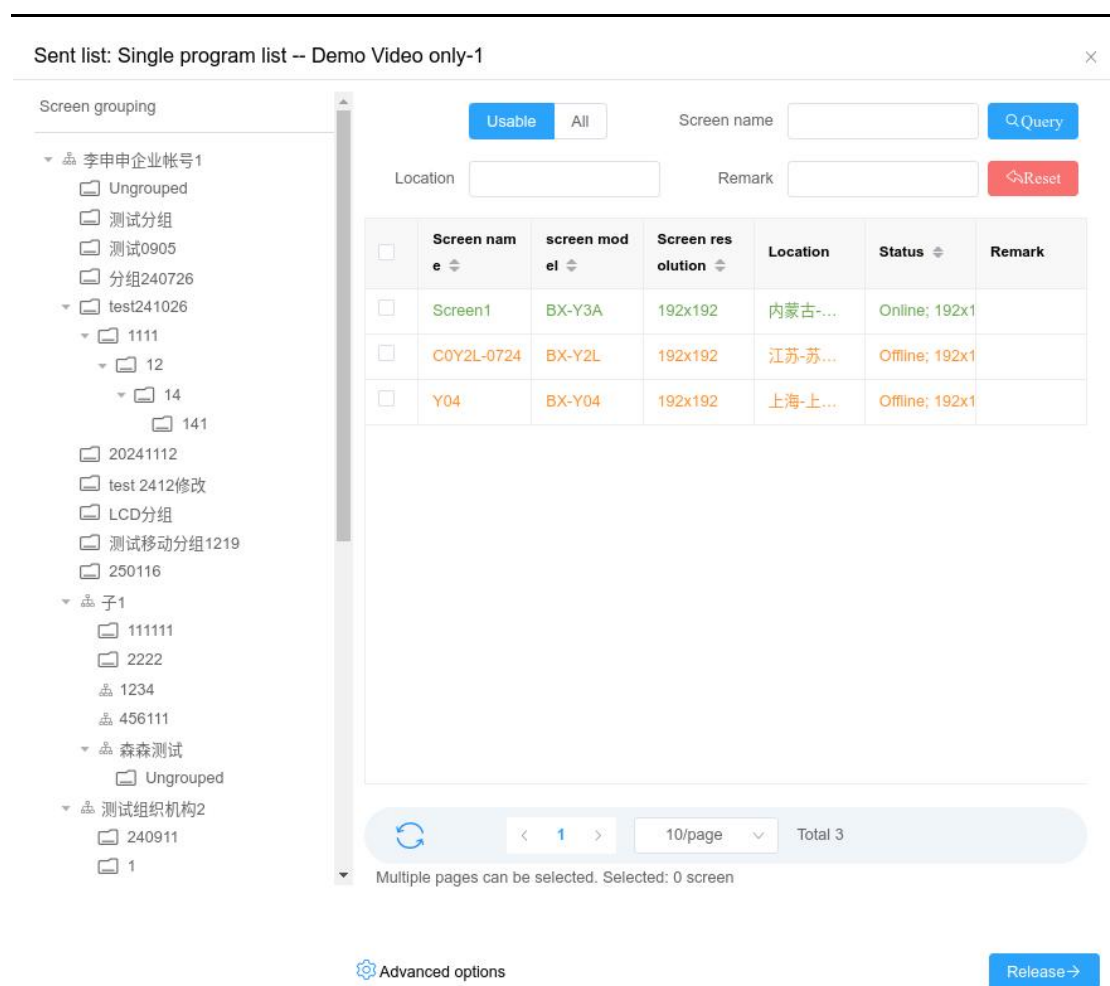 Sent list: Single program list -- Demo Video only-1
Screen grouping
李申申企业帐号1
Ungrouped
测试分组
测试0905
分组240726
test241026
1111
12
14
141
20241112
test 2412修改
LCD分组
测试移动分组1219
250116
子1
111111
2222
1234
456111
森森测试
Ungrouped
测试组织机构2
240911
1
Usable All Screen name Query
Location Remark Reset
Screen nam screen mod Screen res Location Status Remark
e el olution
Screen1 BX-Y3A 192x192 内蒙古-... Online; 192x1
C0Y2L-0724 BX-Y2L 192x192 江苏-苏... Offline; 192x1
Y04 BX-Y04 192x192 上海-上... Offline; 192x1
1 10/page Total 3
Multiple pages can be selected. Selected: 0 screen
Advanced options Release